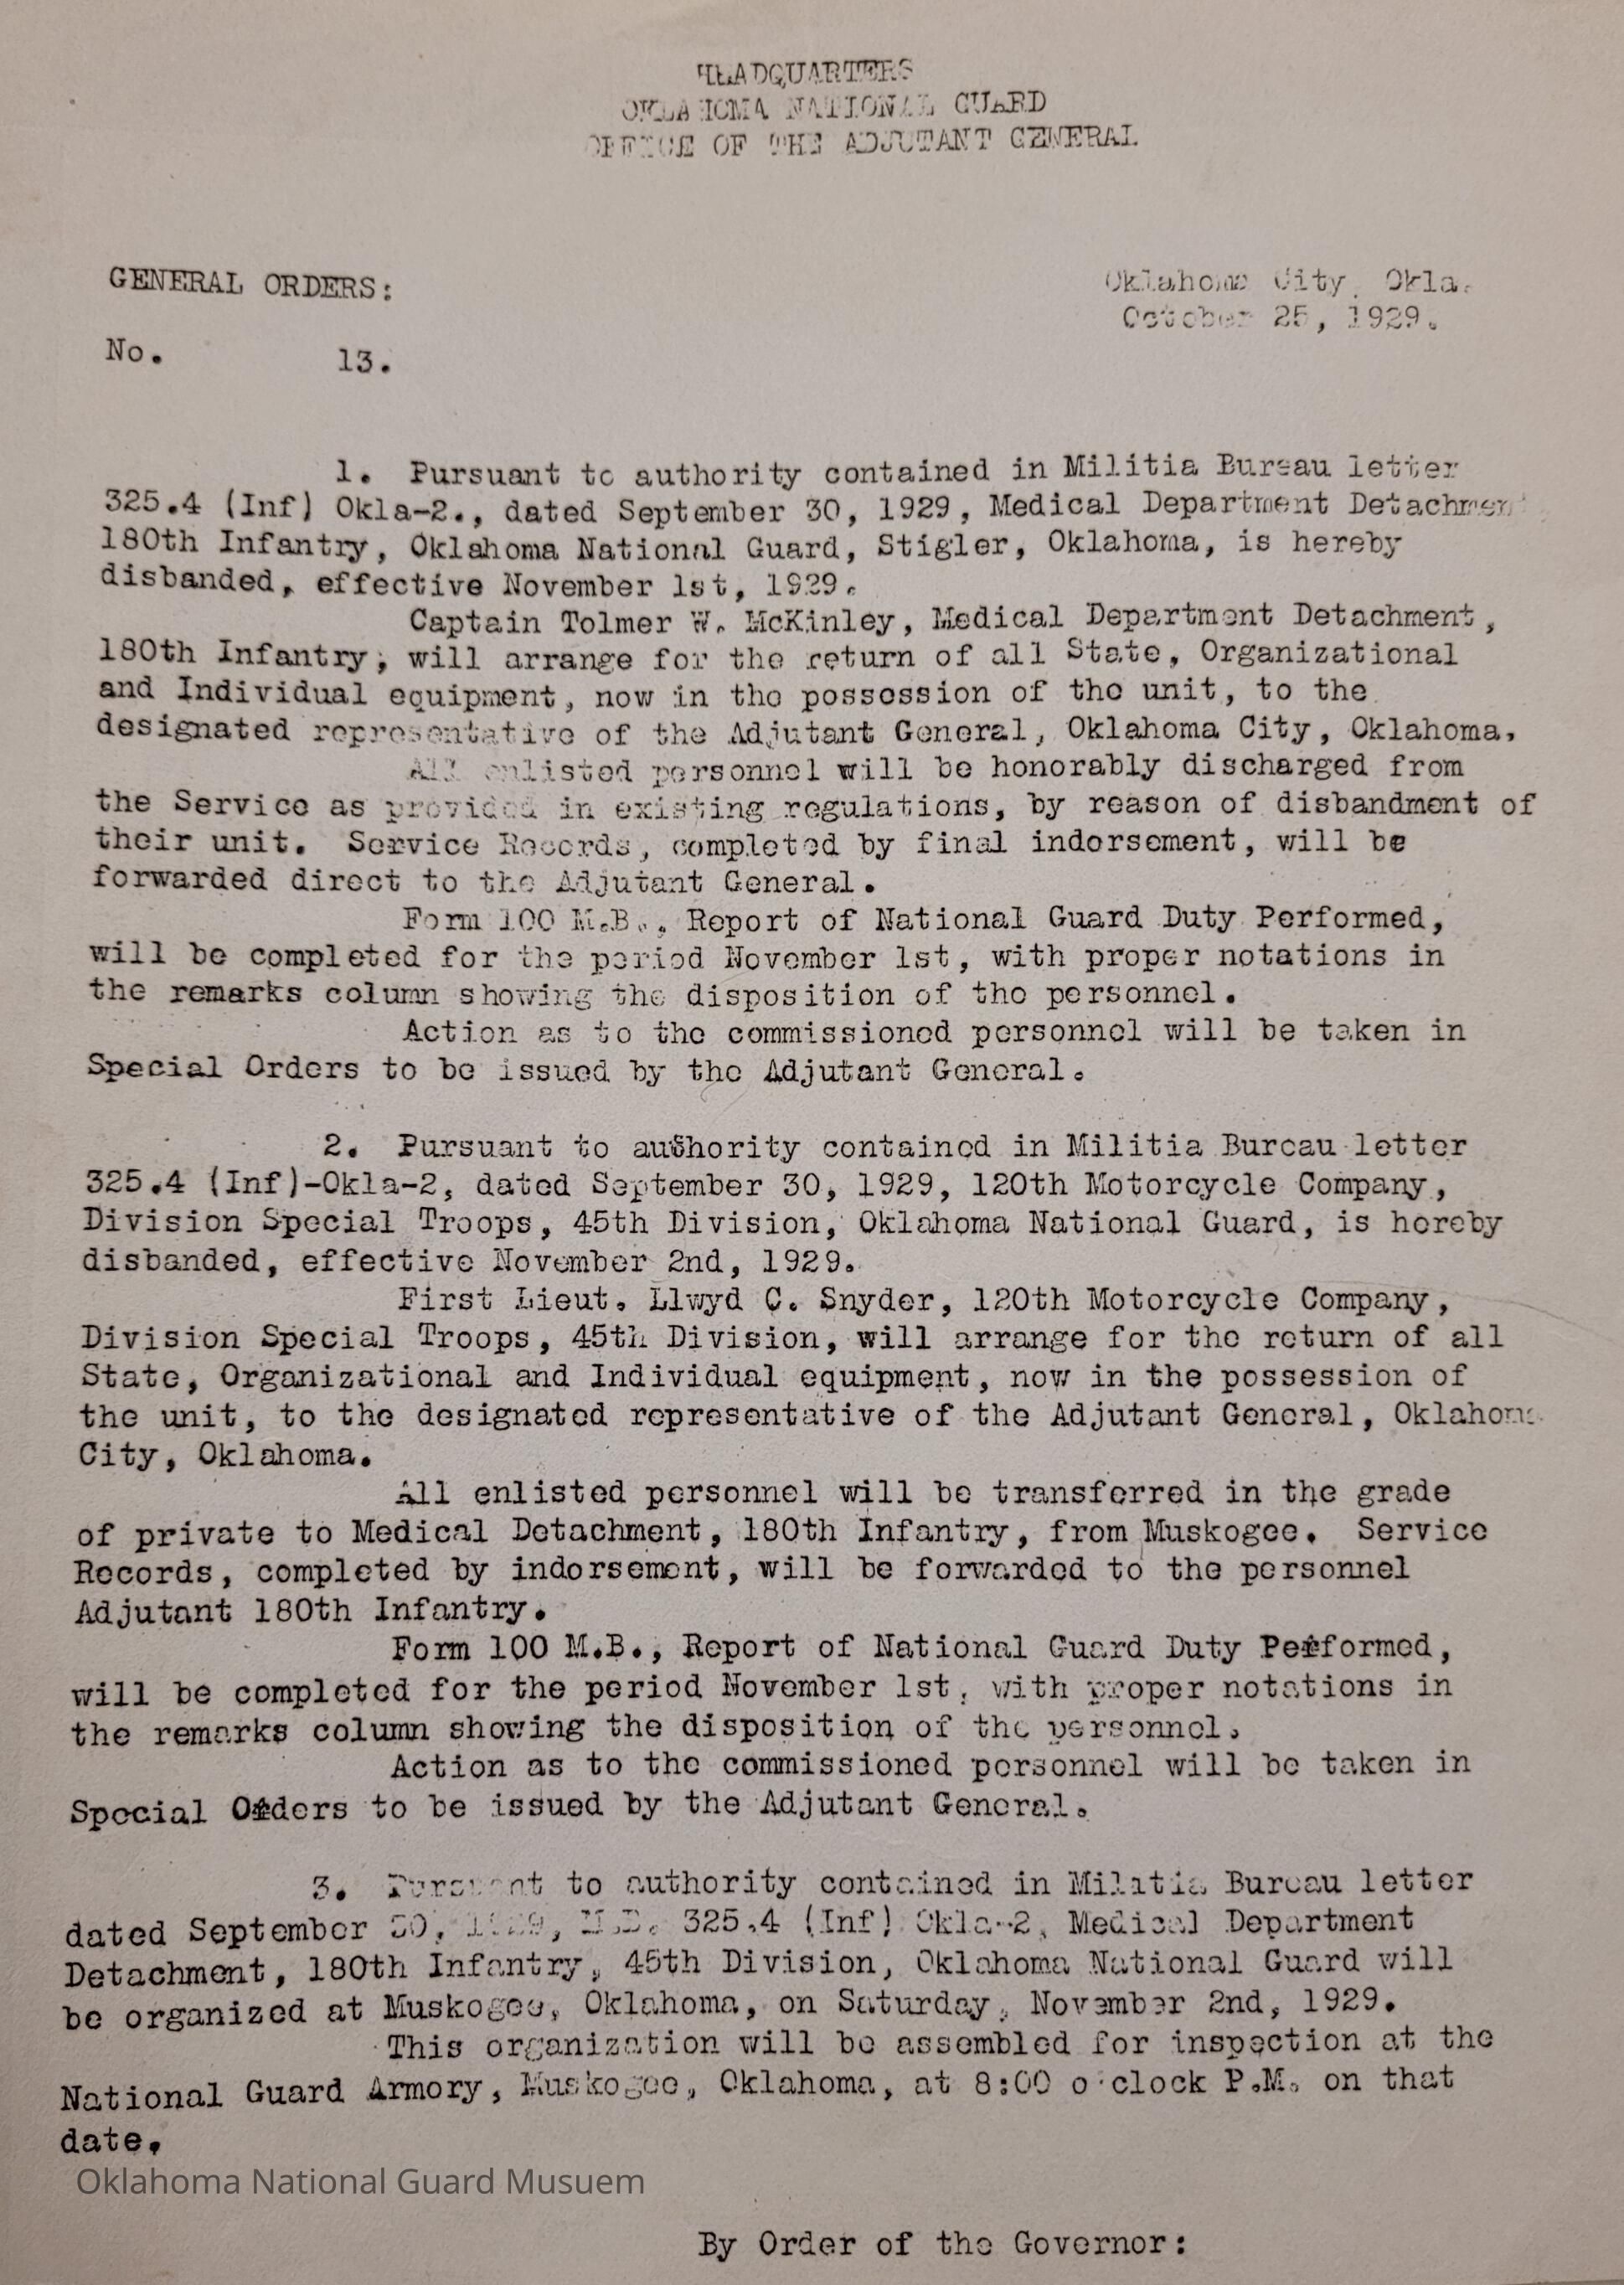 HEADQUARTERS
OKLAHOMA NATIONAL GUARD
OFFICE OF THE ADJUTANT GENERAL
GENERAL ORDERS:
Oklahoma City, Okla.
October 25, 1929.
No. 13.
1. Pursuant to authority contained in Militia Bureau letter
325.4 (Inf) Okla-2., dated September 30, 1929, Medical Department Detachment
180th Infantry, Oklahoma National Guard, Stigler, Oklahoma, is hereby
disbanded, effective November 1st, 1929.
Captain Tolmer W. McKinley, Medical Department Detachment,
180th Infantry, will arrange for the return of all State, Organizational
and Individual equipment, now in the possession of the unit, to the
designated representative of the Adjutant General, Oklahoma City, Oklahoma.
All enlisted personnel will be honorably discharged from
the Service as provided in existing regulations, by reason of disbandment of
their unit. Service Records, completed by final indorsement, will be
forwarded direct to the Adjutant General.
Form 100 M.B., Report of National Guard Duty Performed,
will be completed for the period November 1st, with proper notations in
the remarks column showing the disposition of the personnel.
Action as to the commissioned personnel will be taken in
Special Orders to be issued by the Adjutant General.
2. Pursuant to authority contained in Militia Bureau letter
325.4 (Inf)-Okla-2, dated September 30, 1929, 120th Motorcycle Company,
Division Special Troops, 45th Division, Oklahoma National Guard, is hereby
disbanded, effective November 2nd, 1929.
First Lieut. Llwyd C. Snyder, 120th Motorcycle Company,
Division Special Troops, 45th Division, will arrange for the return of all
State, Organizational and Individual equipment, now in the possession of
the unit, to the designated representative of the Adjutant General, Oklahoma
City, Oklahoma.
All enlisted personnel will be transferred in the grade
of private to Medical Detachment, 180th Infantry, from Muskogee. Service
Records, completed by indorsement, will be forwarded to the personnel
Adjutant 180th Infantry.
Form 100 M.B., Report of National Guard Duty Performed,
will be completed for the period November 1st, with proper notations in
the remarks column showing the disposition of the personnel.
Action as to the commissioned personnel will be taken in
Special Orders to be issued by the Adjutant General.
3. Pursuant to authority contained in Militia Bureau letter
dated September 30, 1929, M.B. 325.4 (Inf) Okla-2, Medical Department
Detachment, 180th Infantry, 45th Division, Oklahoma National Guard will
be organized at Muskogee, Oklahoma, on Saturday, November 2nd, 1929.
This organization will be assembled for inspection at the
National Guard Armory, Muskogee, Oklahoma, at 8:00 o'clock P.M. on that
date.
Oklahoma National Guard Musuem
By Order of the Governor: